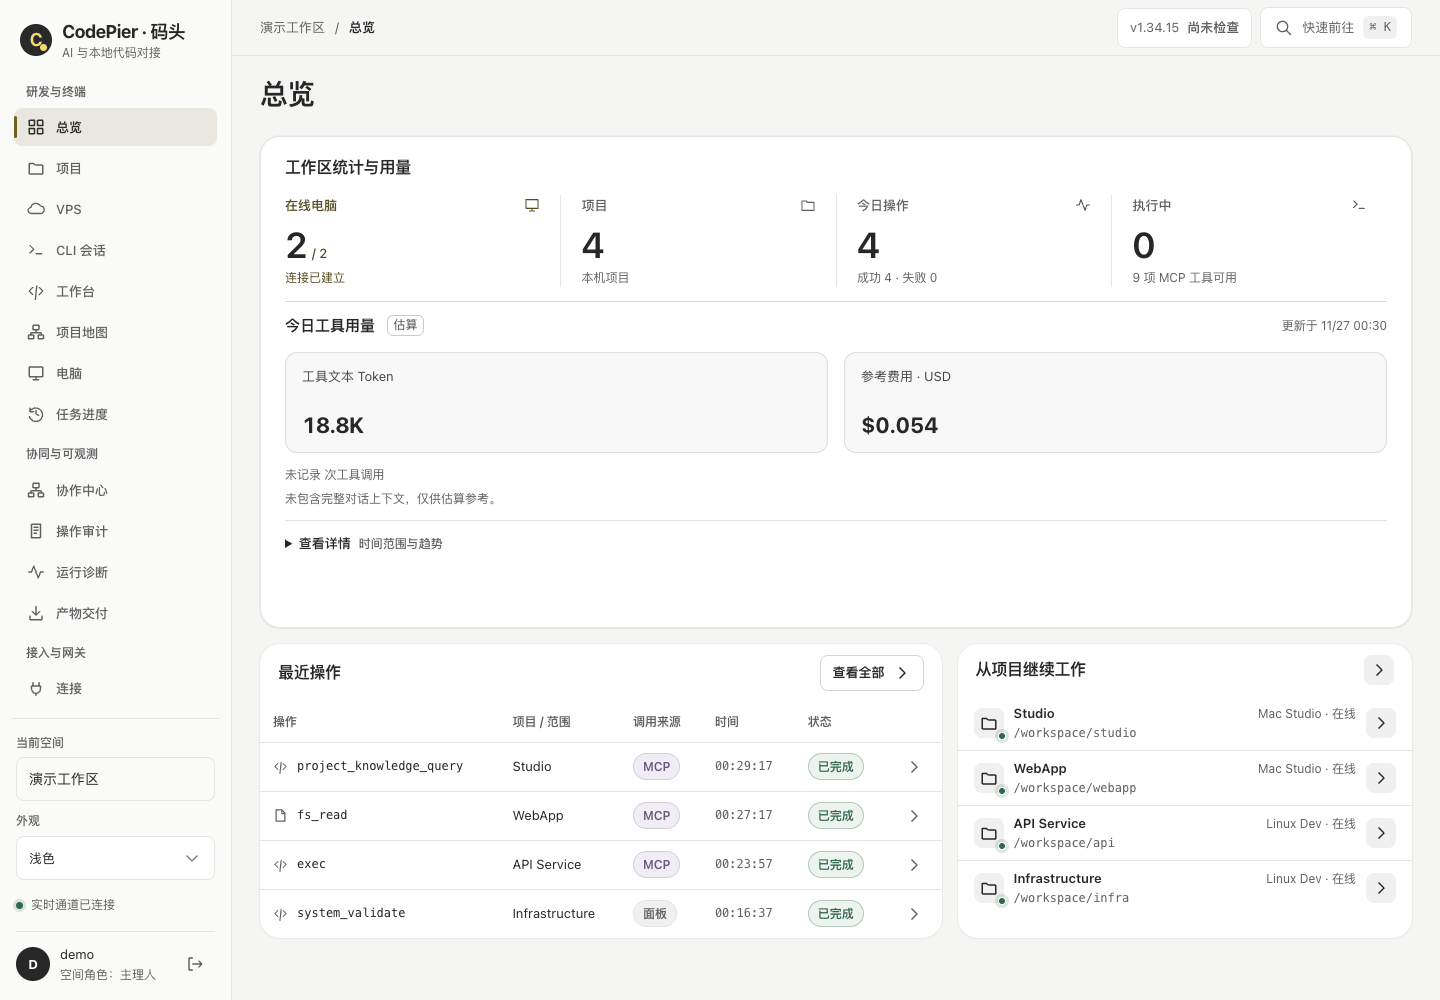 CodePier · 码头
AI 与本地代码对接
研发与终端
总览
项目
VPS
CLI 会话
工作台
项目地图
电脑
任务进度
协同与可观测
协作中心
操作审计
运行诊断
产物交付
接入与网关
连接
当前空间
演示工作区
外观
浅色
实时通道已连接
D
demo
空间角色：主理人
演示工作区 / 总览
v1.34.15 尚未检查
快速前往 ⌘ K
总览
工作区统计与用量
在线电脑
2 / 2
连接已建立
项目
4
本机项目
今日操作
4
成功 4 · 失败 0
执行中
0
9 项 MCP 工具可用
今日工具用量 估算
更新于 11/27 00:30
工具文本 Token
18.8K
参考费用 · USD
$0.054
未记录 次工具调用
未包含完整对话上下文，仅供估算参考。
查看详情 时间范围与趋势
最近操作
查看全部
操作 项目 / 范围 调用来源 时间 状态
project_knowledge_query Studio MCP 00:29:17 已完成
fs_read WebApp MCP 00:27:17 已完成
exec API Service MCP 00:23:57 已完成
system_validate Infrastructure 面板 00:16:37 已完成
从项目继续工作
Studio Mac Studio · 在线
/workspace/studio
WebApp Mac Studio · 在线
/workspace/webapp
API Service Linux Dev · 在线
/workspace/api
Infrastructure Linux Dev · 在线
/workspace/infra